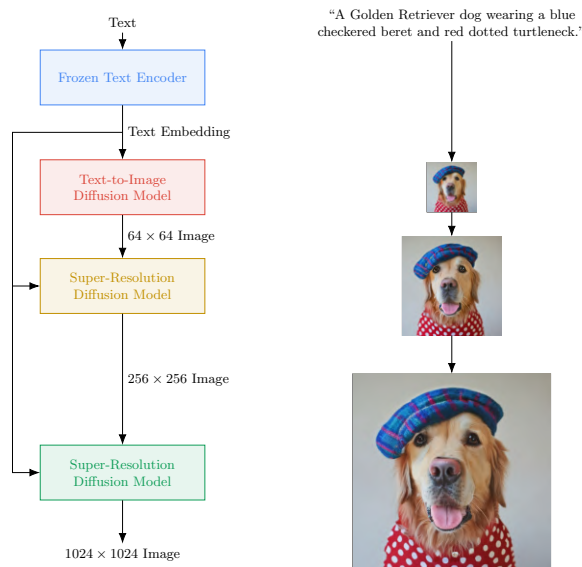 Text
Frozen Text Encoder
Text Embedding
Text-to-Image
Diffusion Model
64 × 64 Image
Super-Resolution
Diffusion Model
256 × 256 Image
Super-Resolution
Diffusion Model
1024 × 1024 Image
“A Golden Retriever dog wearing a blue
checkered beret and red dotted turtleneck.”